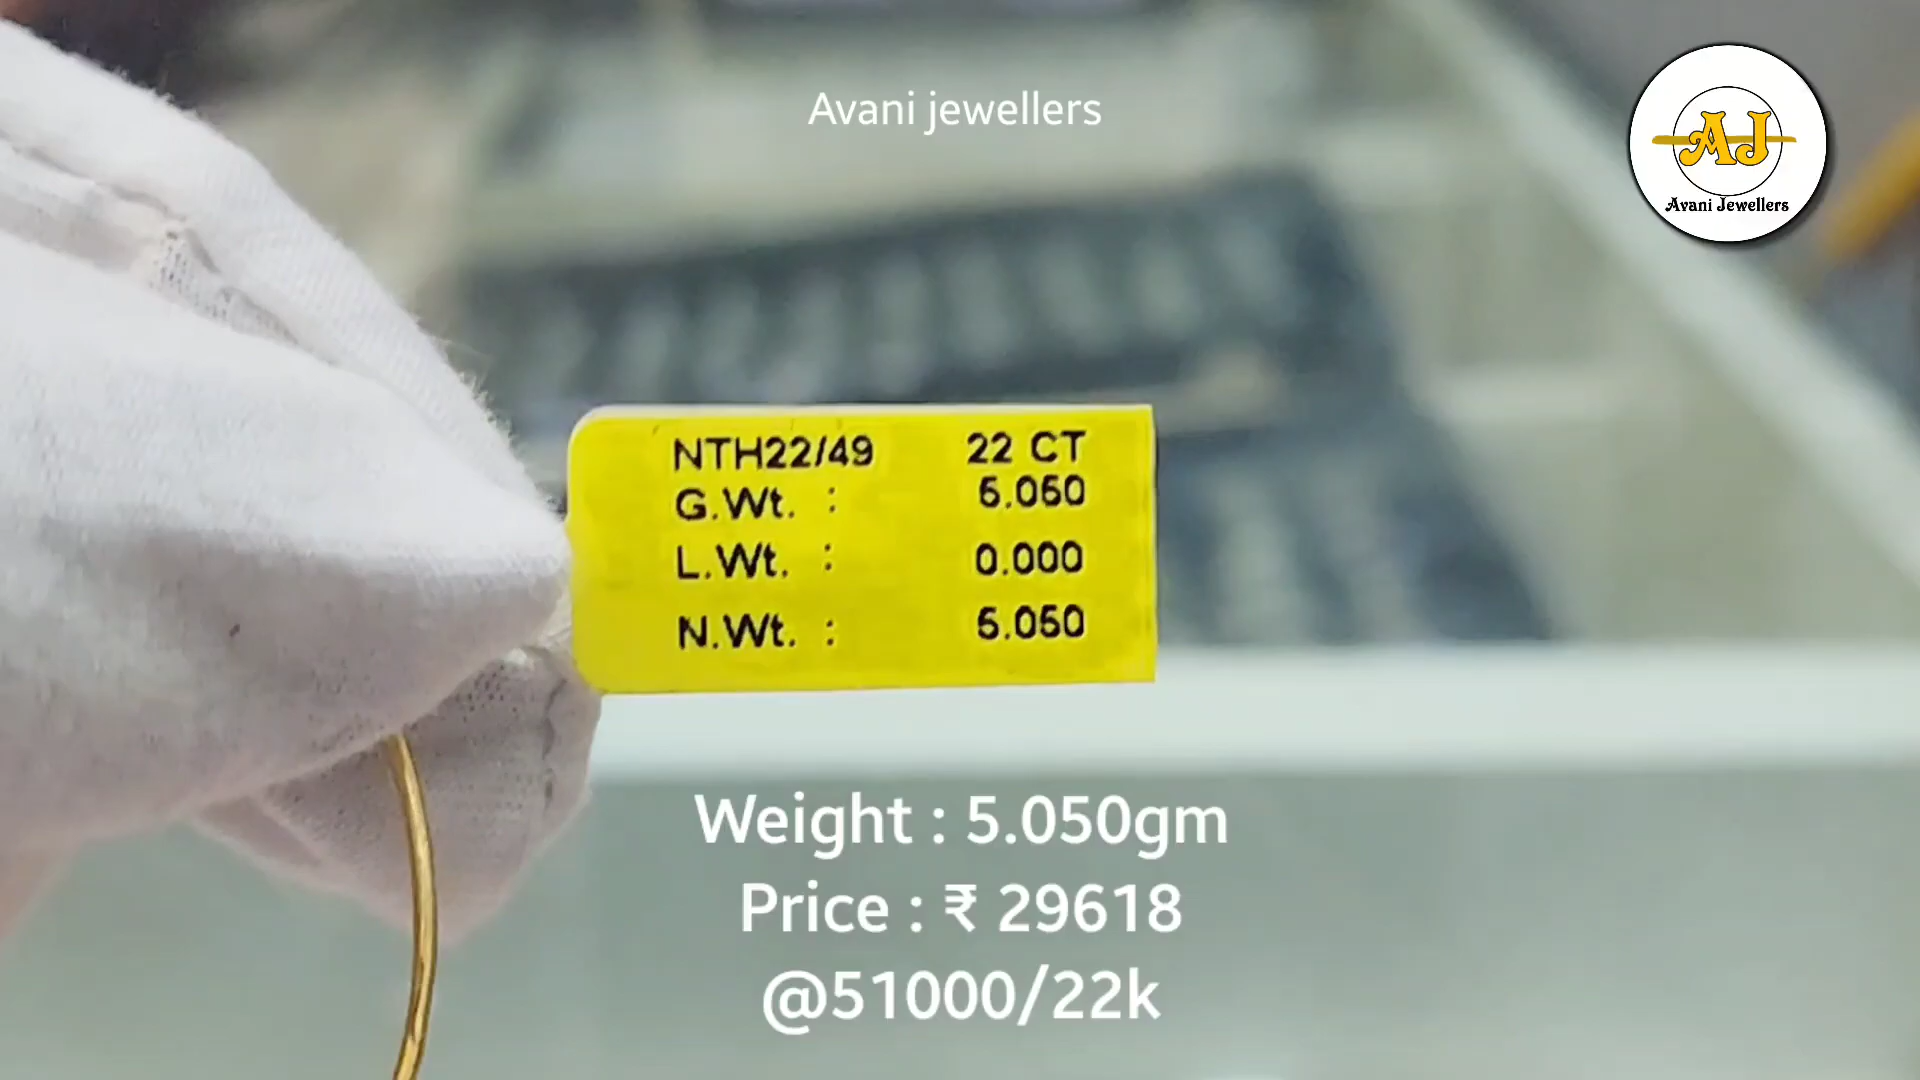 Avani jewellers
AJ
Avani Jewellers
NTH22/49 22 CT
G.Wt. : 5.050
L.Wt. : 0.000
N.Wt. : 5.050
Weight : 5.050gm
Price : ₹ 29618
@51000/22k